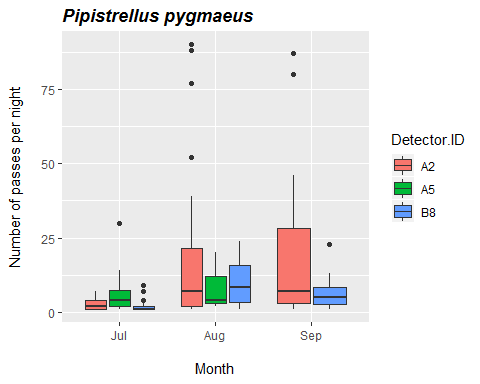 Pipistrellus pygmaeus
Number of passes per night
75
50
25
0
Jul
Aug
Sep
Month
Detector.ID
A2
A5
B8